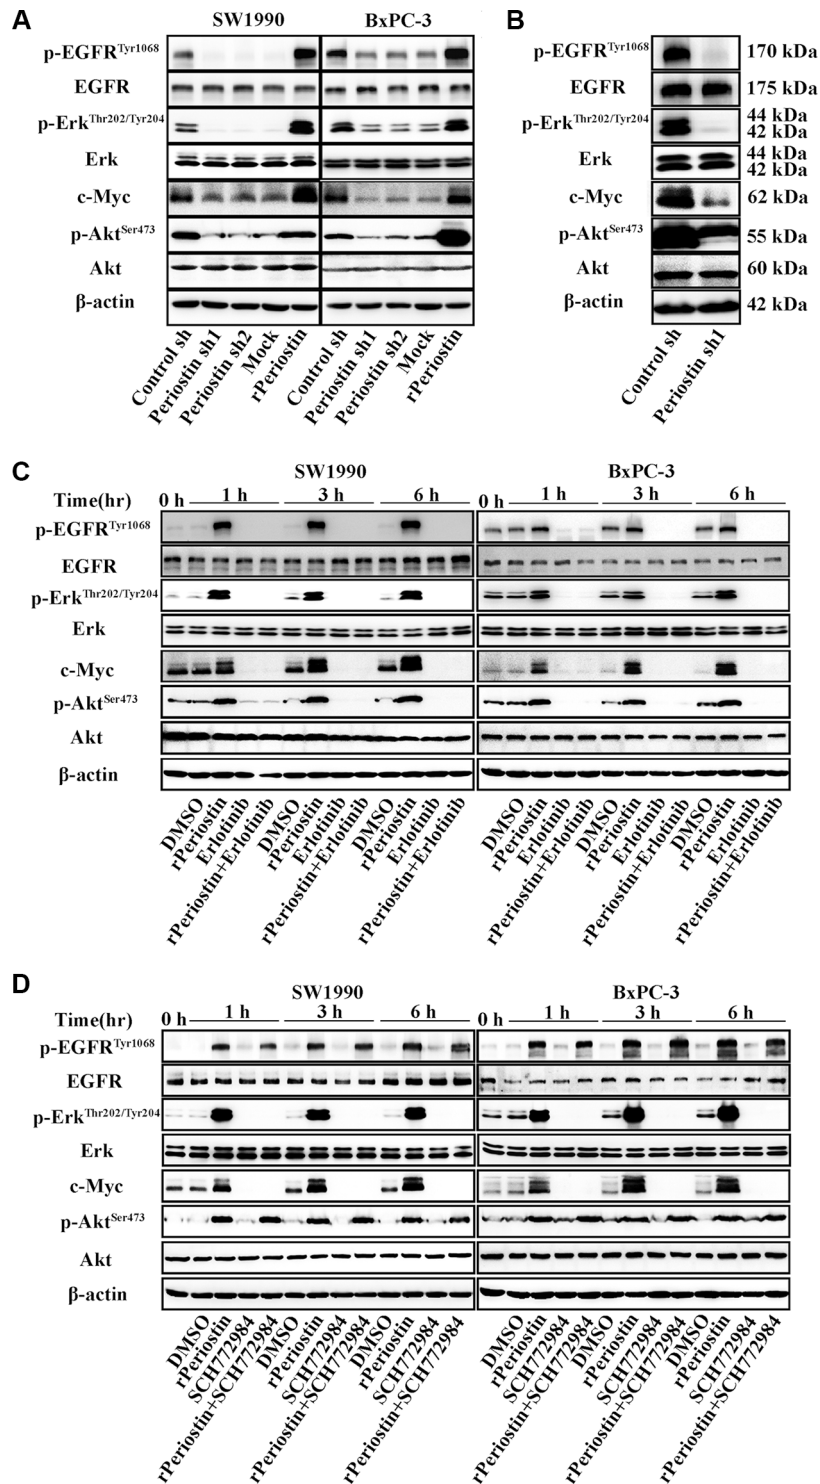 A
B
SW1990
BxPC-3
p-EGFRTyr1068
EGFR
p-ErkThr202/Tyr204
Erk
c-Myc
p-AktSer473
Akt
β-actin
Control sh
Periostin sh1
Periostin sh2
Mock
rPeriostin
Control sh
Periostin sh1
Periostin sh2
Mock
rPeriostin
p-EGFRTyr1068
170 kDa
EGFR
175 kDa
p-ErkThr202/Tyr204
44 kDa
42 kDa
Erk
44 kDa
42 kDa
c-Myc
62 kDa
p-AktSer473
55 kDa
Akt
60 kDa
β-actin
42 kDa
Control sh
Periostin sh1
C
SW1990
BxPC-3
Time(hr)
0 h
1 h
3 h
6 h
0 h
1 h
3 h
6 h
p-EGFRTyr1068
EGFR
p-ErkThr202/Tyr204
Erk
c-Myc
p-AktSer473
Akt
β-actin
DMSO
rPeriostin
Erlotinib
rPeriostin+Erlotinib
DMSO
rPeriostin
Erlotinib
rPeriostin+Erlotinib
DMSO
rPeriostin
Erlotinib
rPeriostin+Erlotinib
DMSO
rPeriostin
Erlotinib
rPeriostin+Erlotinib
DMSO
rPeriostin
Erlotinib
rPeriostin+Erlotinib
DMSO
rPeriostin
Erlotinib
rPeriostin+Erlotinib
D
SW1990
BxPC-3
Time(hr)
0 h
1 h
3 h
6 h
0 h
1 h
3 h
6 h
p-EGFRTyr1068
EGFR
p-ErkThr202/Tyr204
Erk
c-Myc
p-AktSer473
Akt
β-actin
DMSO
rPeriostin
SCH772984
rPeriostin+SCH772984
DMSO
rPeriostin
SCH772984
rPeriostin+SCH772984
DMSO
rPeriostin
SCH772984
rPeriostin+SCH772984
DMSO
rPeriostin
SCH772984
rPeriostin+SCH772984
DMSO
rPeriostin
SCH772984
rPeriostin+SCH772984
DMSO
rPeriostin
SCH772984
rPeriostin+SCH772984